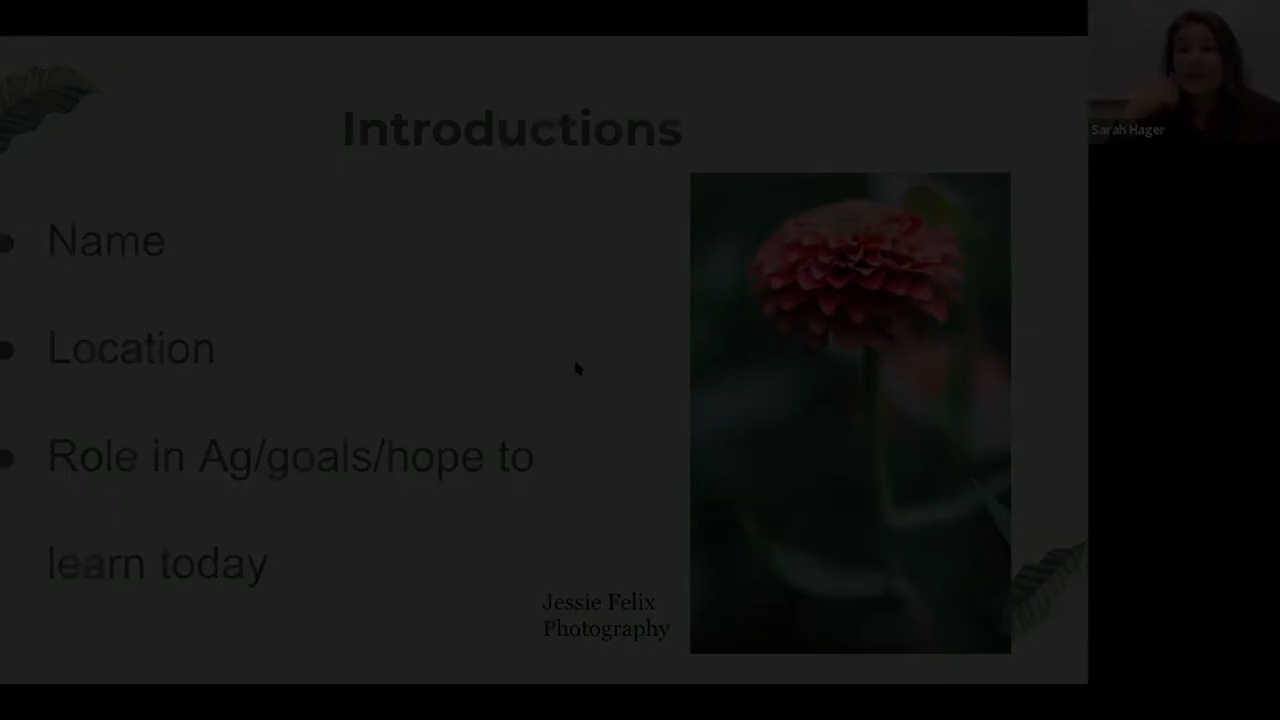 Introductions
Name
Location
Role in Ag/goals/hope to
learn today
Jessie Felix
Photography
Sarah Hager